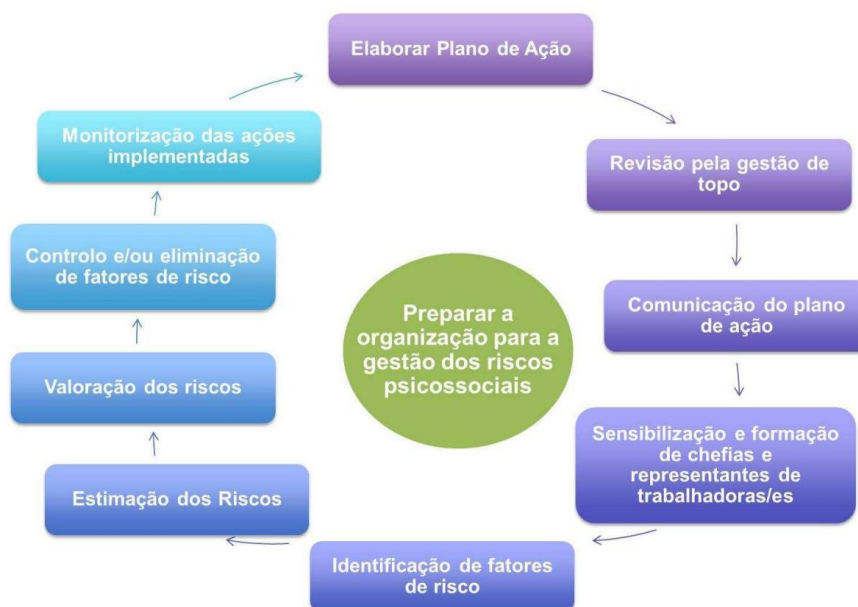 Elaborar Plano de Ação
Revisão pela gestão de
topo
Comunicação do plano
de ação
Sensibilização e formação
de chefias e
representantes de
trabalhadoras/es
Identificação de fatores
de risco
Estimação dos Riscos
Valoração dos riscos
Controlo e/ou eliminação
de fatores de risco
Monitorização das ações
implementadas
Preparar a
organização para a
gestão dos riscos
psicossociais